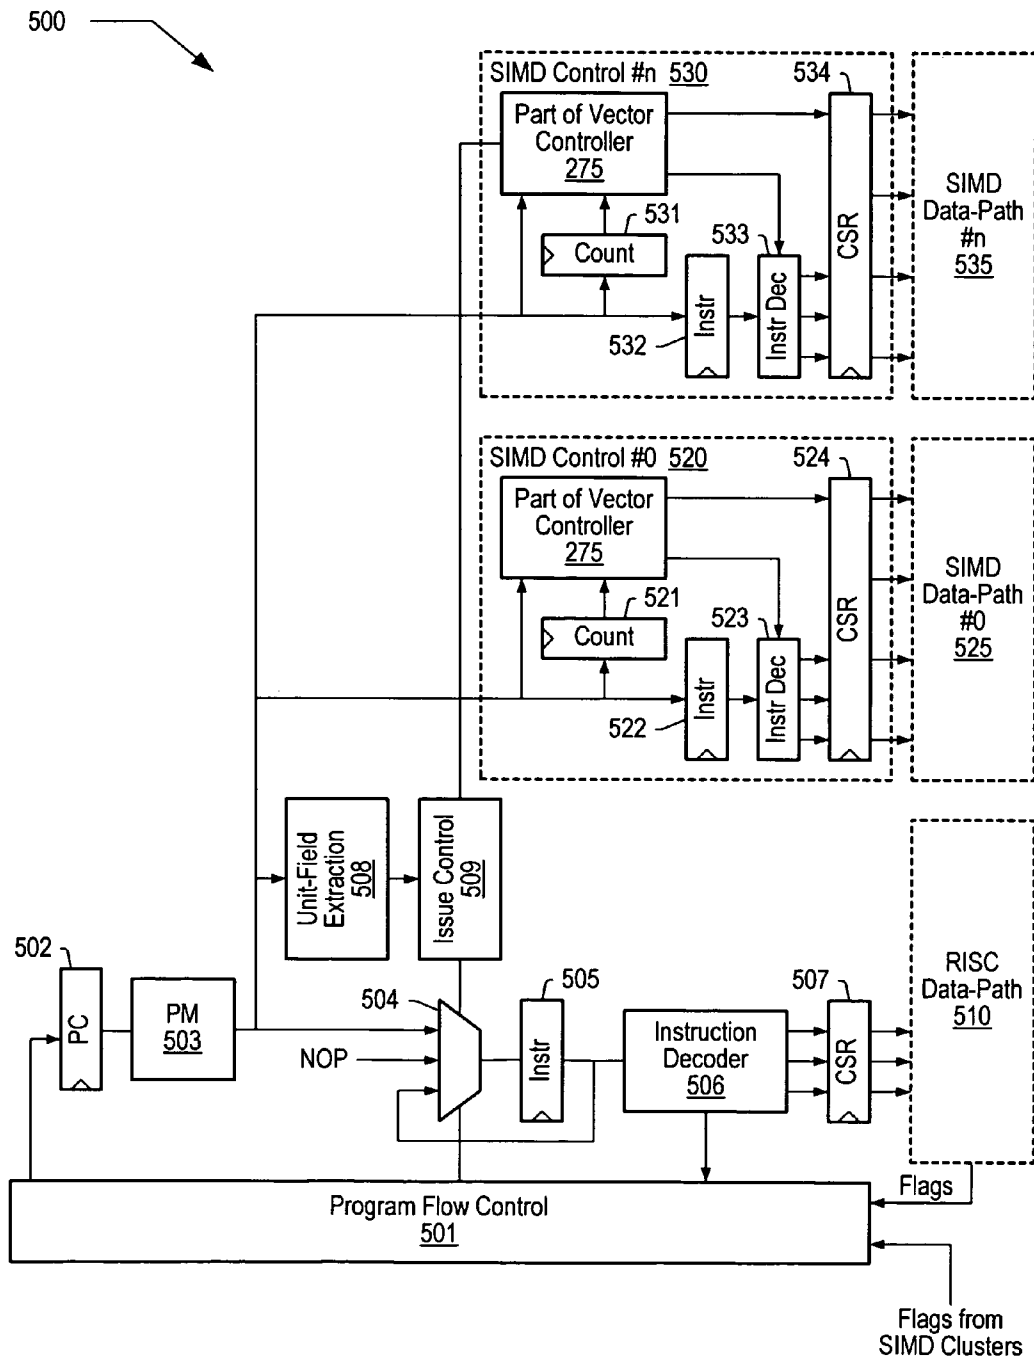 500
SIMD Control #n 530
534
Part of Vector
Controller
275
531
Count
533
532
Instr
Instr Dec
CSR
SIMD
Data-Path
#n
535
SIMD Control #0 520
524
Part of Vector
Controller
275
521
Count
523
522
Instr
Instr Dec
CSR
SIMD
Data-Path
#0
525
Unit-Field
Extraction
508
Issue Control
509
502
PC
PM
503
504
NOP
505
Instr
Instruction
Decoder
506
507
CSR
RISC
Data-Path
510
Flags
Program Flow Control
501
Flags from
SIMD Clusters